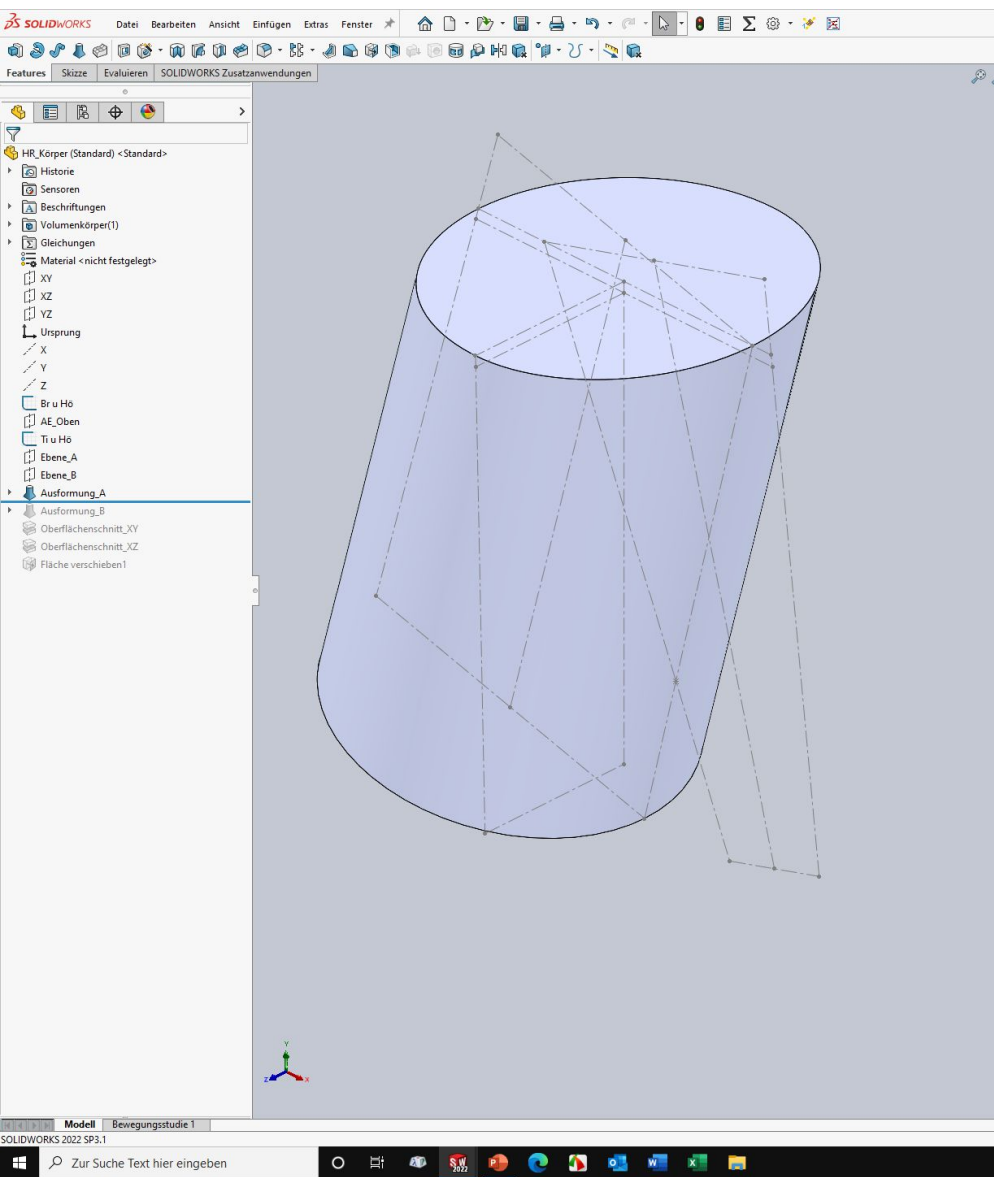 SOLIDWORKS Datei Bearbeiten Ansicht Einfügen Extras Fenster
Features Skizze Evaluieren SOLIDWORKS Zusatzanwendungen
HR_Körper (Standard) <Standard>
Historie
Sensoren
Beschriftungen
Volumenkörper(1)
Gleichungen
Material <nicht festgelegt>
XY
XZ
YZ
Ursprung
X
Y
Z
Br u Hö
AE_Oben
Ti u Hö
Ebene_A
Ebene_B
Ausformung_A
Ausformung_B
Oberflächenschnitt_XY
Oberflächenschnitt_XZ
Fläche verschieben1
Y
Z X
Modell Bewegungsstudie 1
SOLIDWORKS 2022 SP3.1
Zur Suche Text hier eingeben
SW
2022